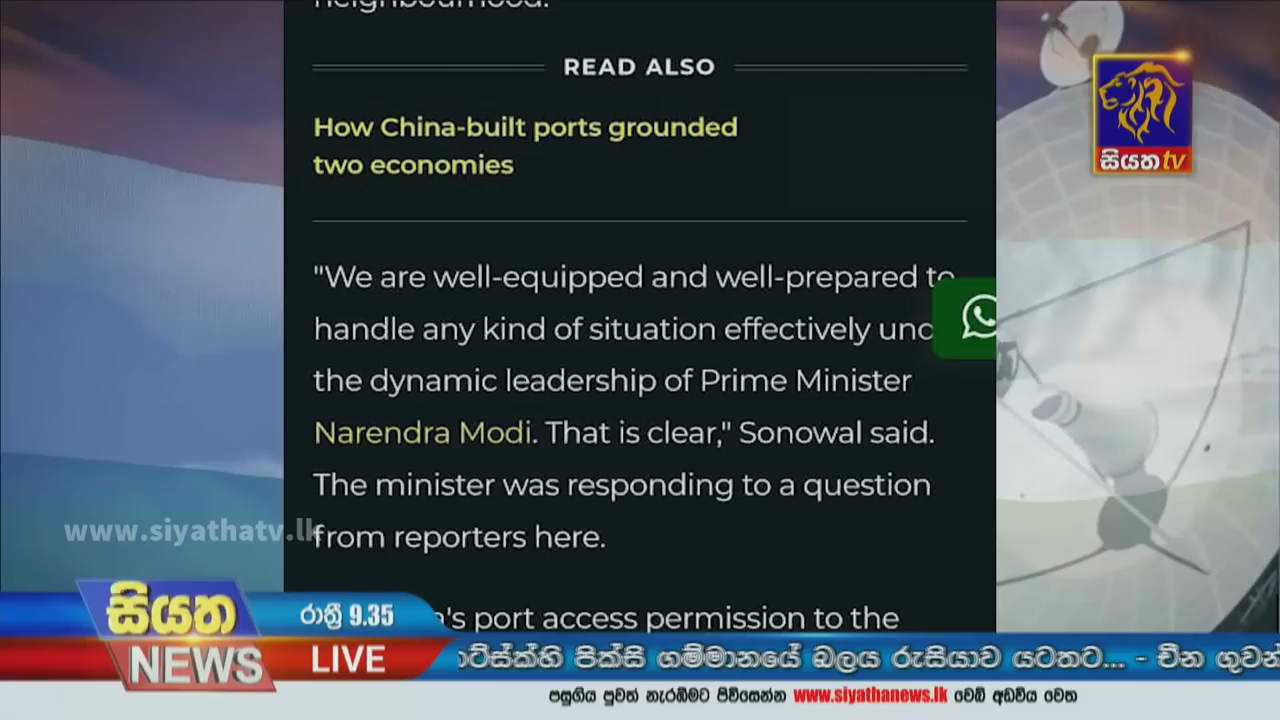 neighbourhood.
READ ALSO
How China-built ports grounded
two economies
"We are well-equipped and well-prepared to
handle any kind of situation effectively und
the dynamic leadership of Prime Minister
Narendra Modi. That is clear," Sonowal said.
The minister was responding to a question
from reporters here.
's port access permission to the
සියත tv
www.siyathatv.lk
සියත
NEWS
රාත්‍රී 9.35
LIVE
පික්සි ගම්මානයේ බලය රුසියාව යටතට... - චීන ගුවන්
පසුගිය පුවත් නැරඹීමට පිවිසෙන්න www.siyathanews.lk වෙබ් අඩවිය වෙත